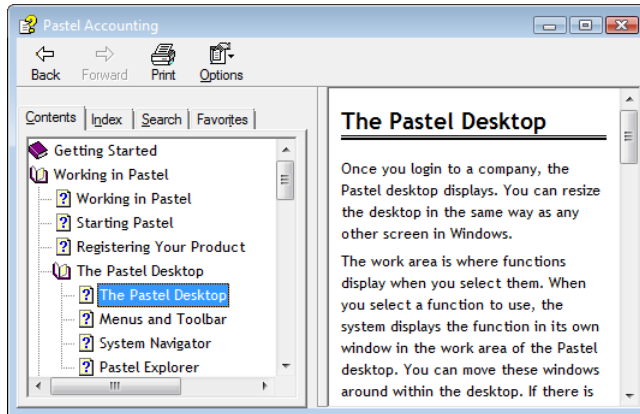 Pastel Accounting
Back Forward Print Options
Contents Index Search Favorites
Getting Started
Working in Pastel
Working in Pastel
Starting Pastel
Registering Your Product
The Pastel Desktop
The Pastel Desktop
Menus and Toolbar
System Navigator
Pastel Explorer
The Pastel Desktop
Once you login to a company, the
Pastel desktop displays. You can resize
the desktop in the same way as any
other screen in Windows.
The work area is where functions
display when you select them. When
you select a function to use, the
system displays the function in its own
window in the work area of the Pastel
desktop. You can move these windows
around within the desktop. If there is